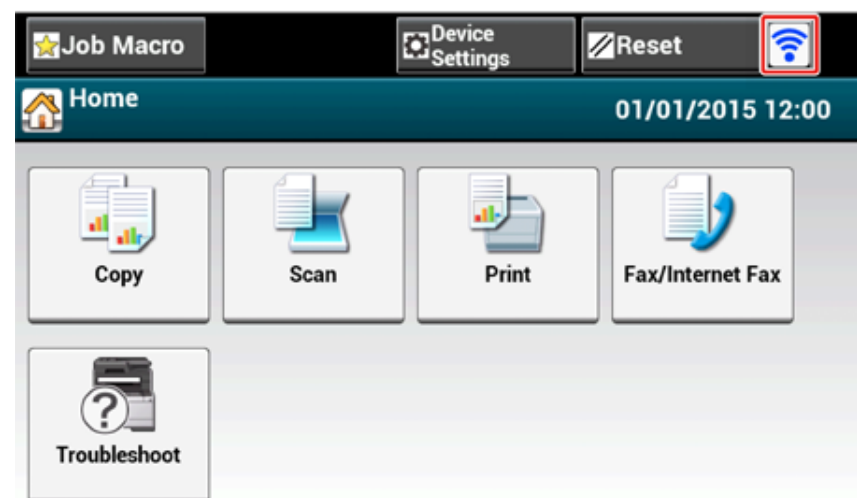 Job Macro
Device
Settings
Reset
Home
01/01/2015 12:00
Copy
Scan
Print
Fax/Internet Fax
?
Troubleshoot